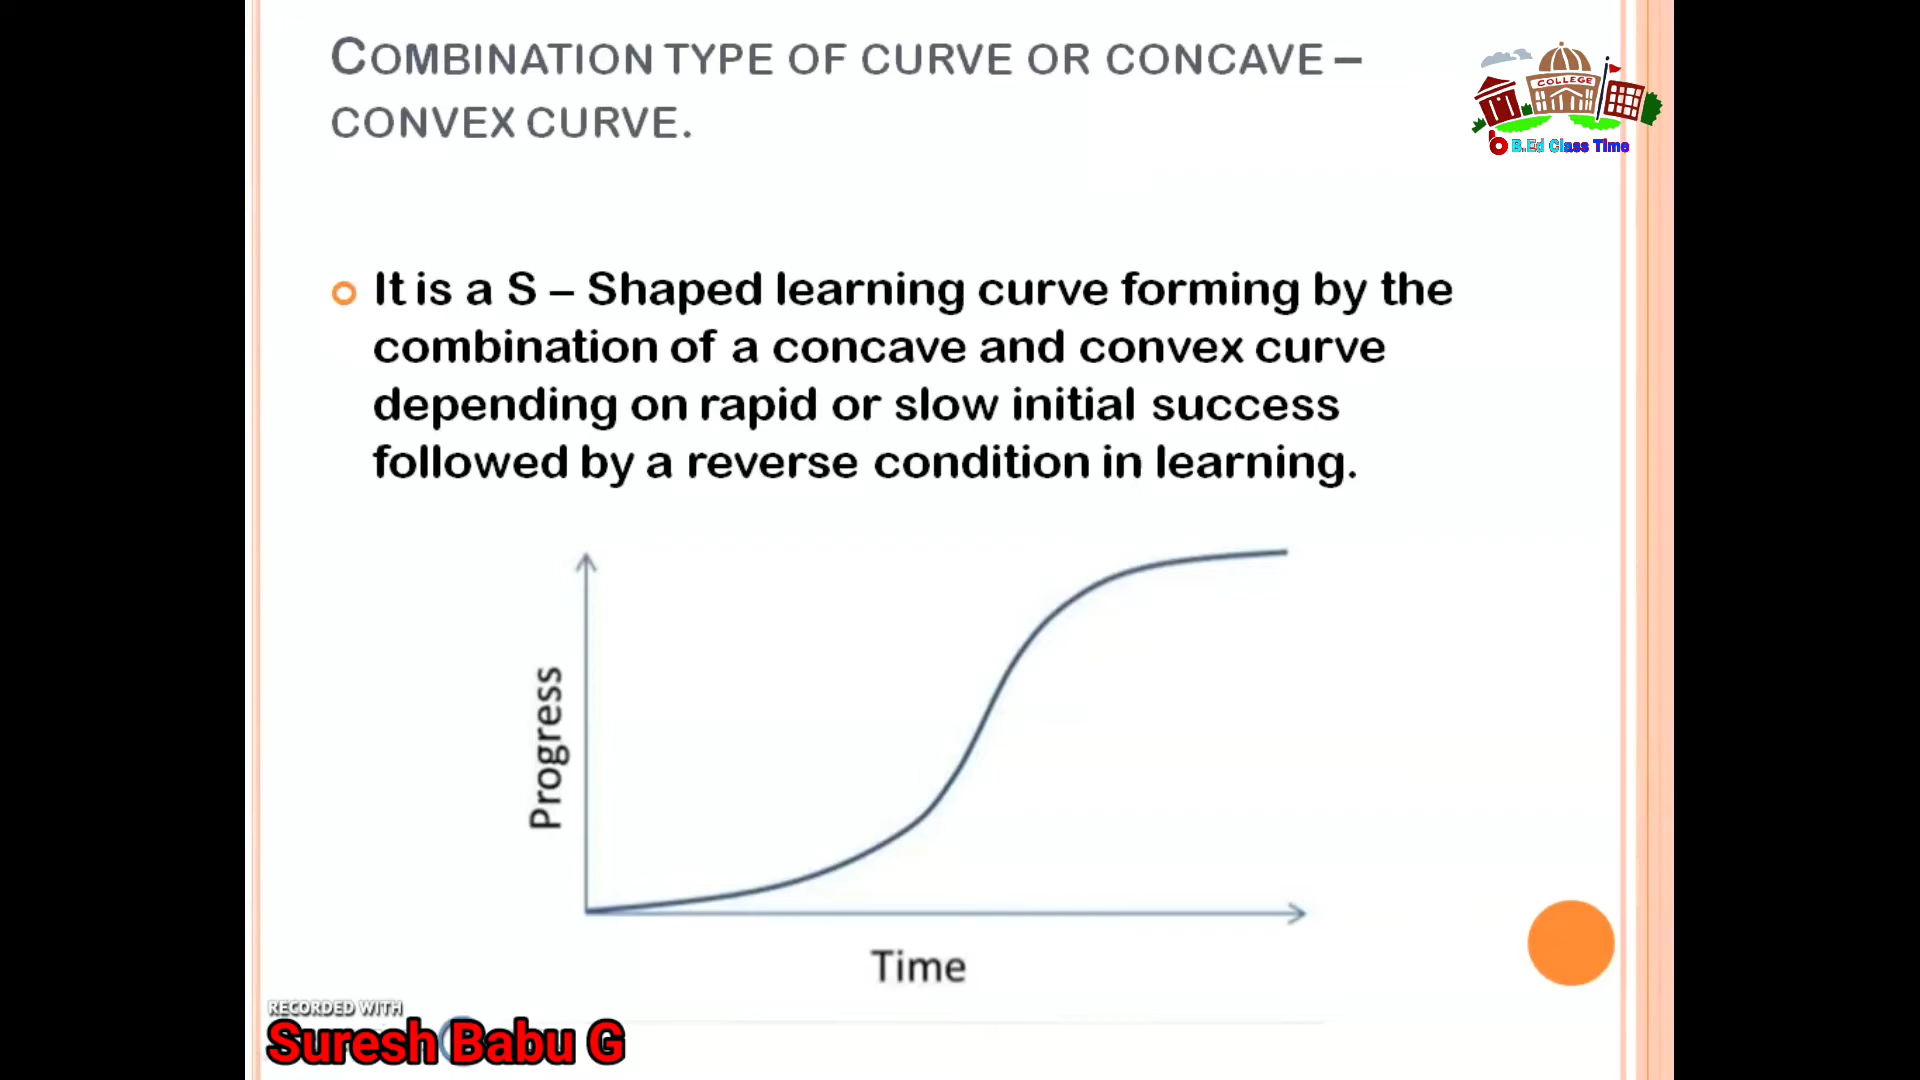 COMBINATION TYPE OF CURVE OR CONCAVE –
CONVEX CURVE.
COLLEGE
B.Ed Class Time
It is a S – Shaped learning curve forming by the
combination of a concave and convex curve
depending on rapid or slow initial success
followed by a reverse condition in learning.
Progress
Time
RECORDED WITH
Suresh Babu G